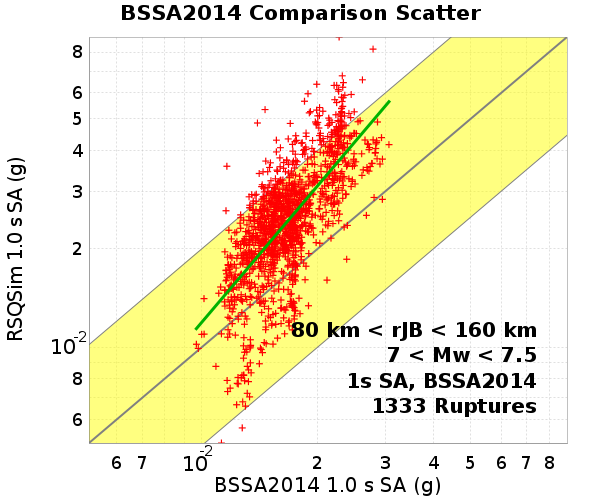 BSSA2014 Comparison Scatter
RSQSim 1.0 s SA (g)
8
6
5
4
3
2
10-2
8
6
80 km < rJB < 160 km
7 < Mw < 7.5
1s SA, BSSA2014
1333 Ruptures
6 7 10-2 2 3 4 5 6 7 8
BSSA2014 1.0 s SA (g)